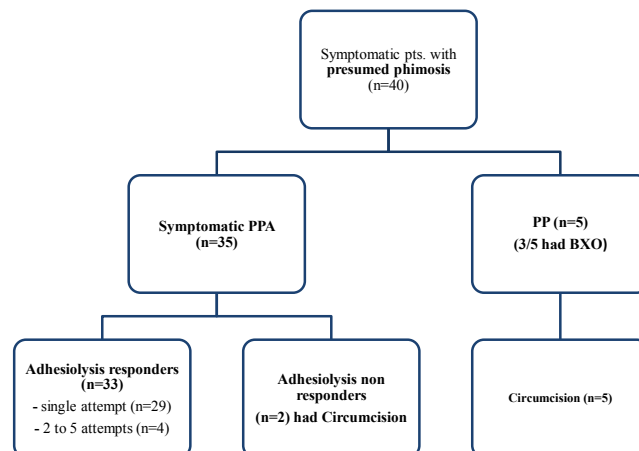 Symptomatic pts. with
presumed phimosis
(n=40)
Symptomatic PPA
(n=35)
PP (n=5)
(3/5 had BXO)
Adhesiolysis responders
(n=33)
- single attempt (n=29)
- 2 to 5 attempts (n=4)
Adhesiolysis non
responders
(n=2) had Circumcision
Circumcision (n=5)